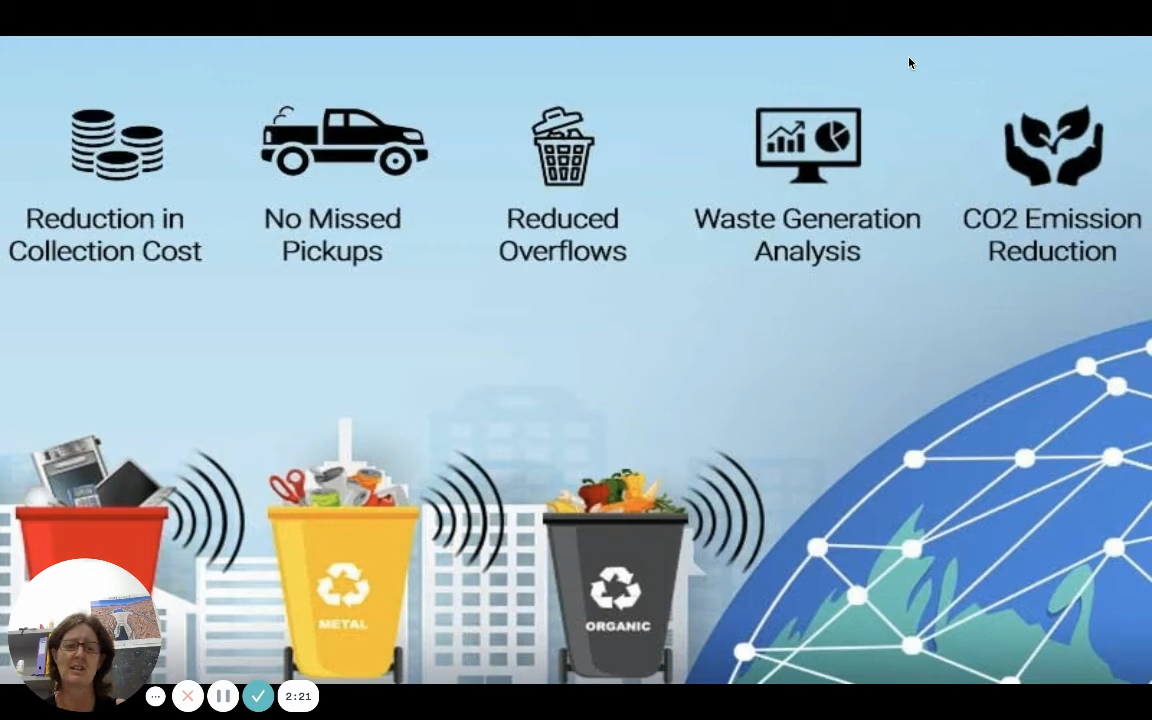 Reduction in
Collection Cost
No Missed
Pickups
Reduced
Overflows
Waste Generation
Analysis
CO2 Emission
Reduction
METAL
ORGANIC
2:21